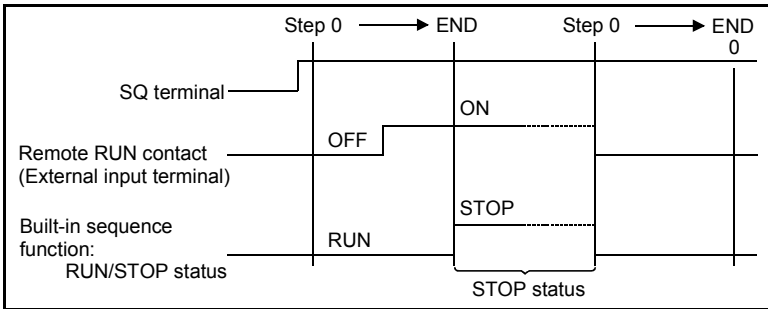 Step 0 END Step 0 END
0
SQ terminal
ON
OFF
Remote RUN contact
(External input terminal)
STOP
Built-in sequence
function:
RUN
RUN/STOP status
STOP status